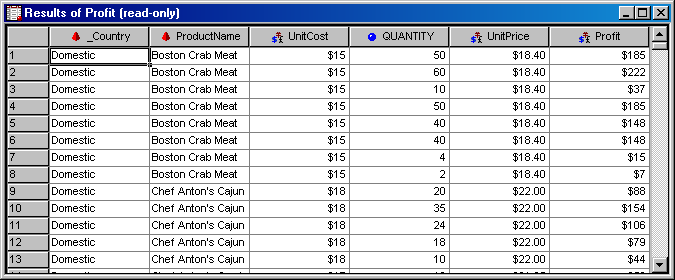 Results of Profit (read-only)
_Country ProductName UnitCost QUANTITY UnitPrice Profit
1 Domestic Boston Crab Meat $15 50 $18.40 $185
2 Domestic Boston Crab Meat $15 60 $18.40 $222
3 Domestic Boston Crab Meat $15 10 $18.40 $37
4 Domestic Boston Crab Meat $15 50 $18.40 $185
5 Domestic Boston Crab Meat $15 40 $18.40 $148
6 Domestic Boston Crab Meat $15 40 $18.40 $148
7 Domestic Boston Crab Meat $15 4 $18.40 $15
8 Domestic Boston Crab Meat $15 2 $18.40 $7
9 Domestic Chef Anton's Cajun $18 20 $22.00 $88
10 Domestic Chef Anton's Cajun $18 35 $22.00 $154
11 Domestic Chef Anton's Cajun $18 24 $22.00 $106
12 Domestic Chef Anton's Cajun $18 18 $22.00 $79
13 Domestic Chef Anton's Cajun $18 10 $22.00 $44